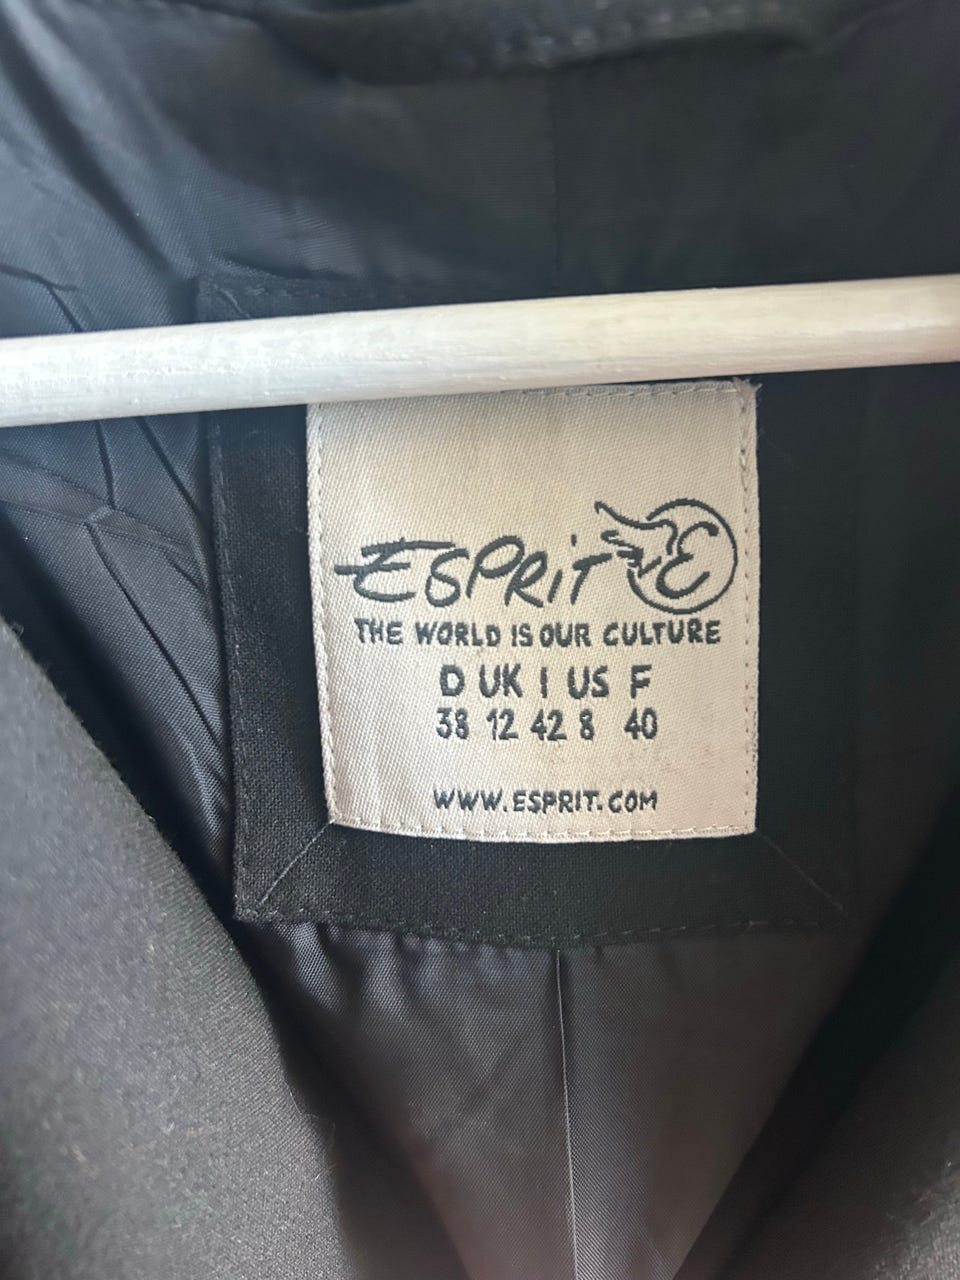 ESPRIT E
THE WORLD IS OUR CULTURE
D UK I US F
38 12 42 8 40
WWW.ESPRIT.COM